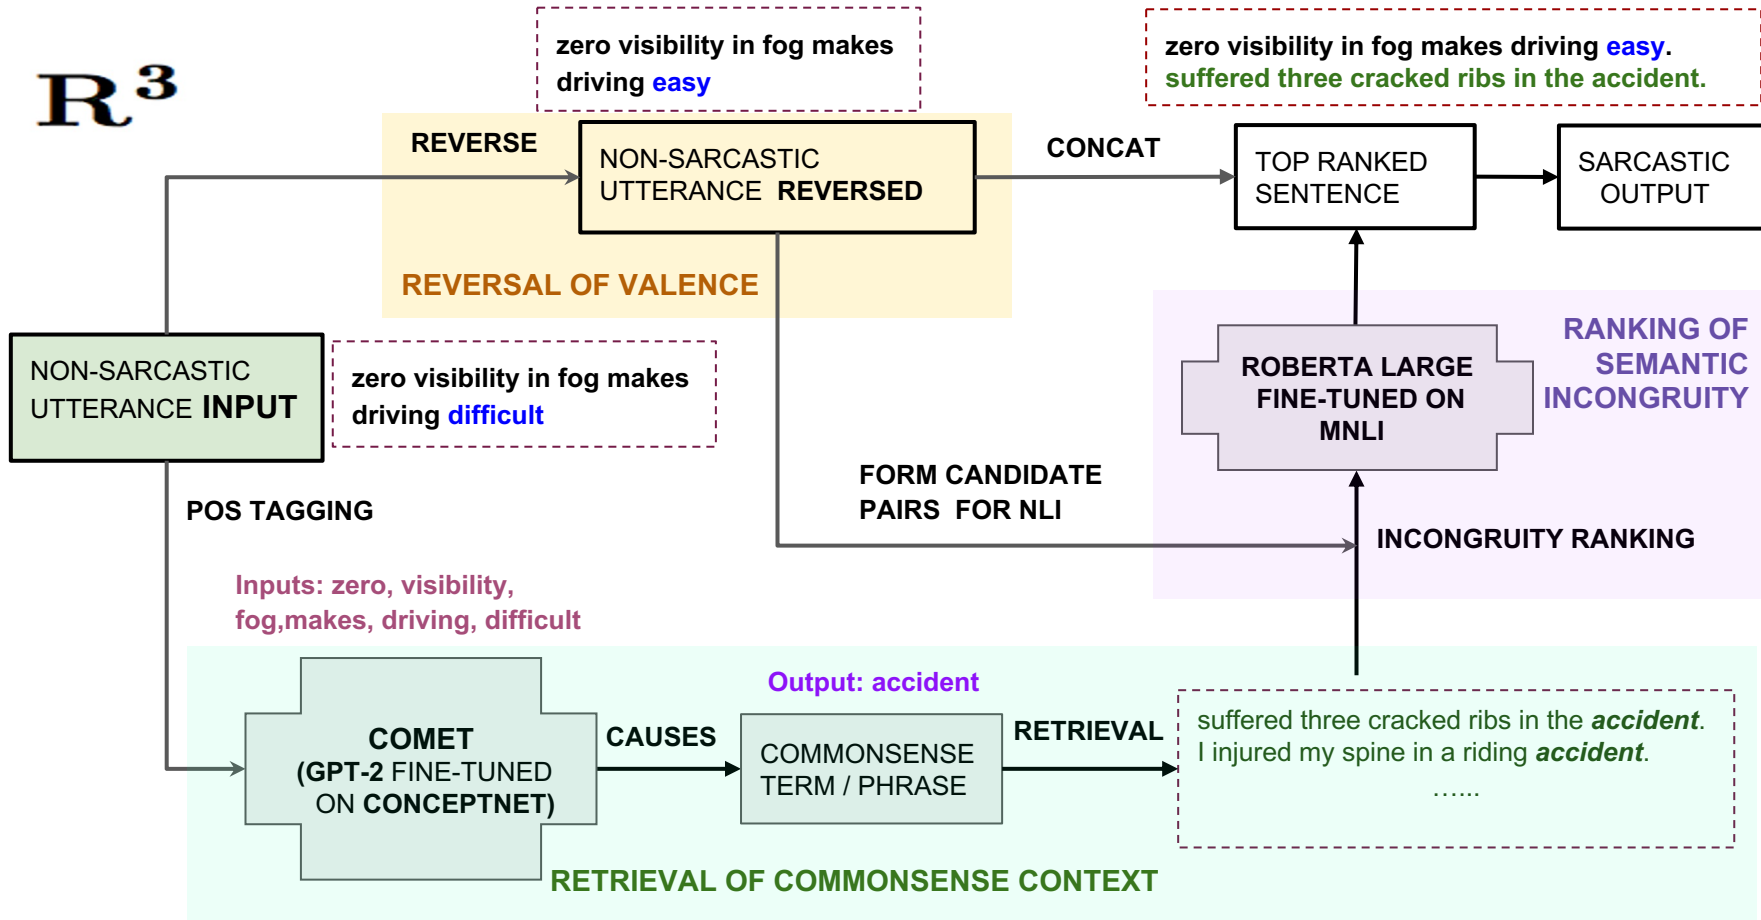 R³
zero visibility in fog makes
driving easy
zero visibility in fog makes driving easy.
suffered three cracked ribs in the accident.
REVERSE
NON-SARCASTIC
UTTERANCE REVERSED
CONCAT
TOP RANKED
SENTENCE
SARCASTIC
OUTPUT
REVERSAL OF VALENCE
NON-SARCASTIC
UTTERANCE INPUT
zero visibility in fog makes
driving difficult
RANKING OF
SEMANTIC
INCONGRUITY
ROBERTA LARGE
FINE-TUNED ON
MNLI
POS TAGGING
FORM CANDIDATE
PAIRS FOR NLI
INCONGRUITY RANKING
Inputs: zero, visibility,
fog,makes, driving, difficult
COMET
(GPT-2 FINE-TUNED
ON CONCEPTNET)
CAUSES
Output: accident
COMMONSENSE
TERM / PHRASE
RETRIEVAL
suffered three cracked ribs in the accident.
I injured my spine in a riding accident.
…...
RETRIEVAL OF COMMONSENSE CONTEXT